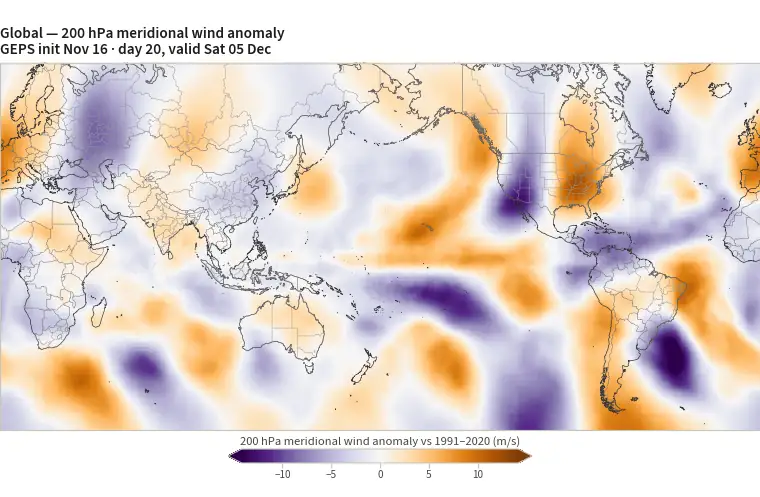 Global — 200 hPa meridional wind anomaly
GEPS init Nov 16 · day 20, valid Sat 05 Dec
200 hPa meridional wind anomaly vs 1991–2020 (m/s)
−10 −5 0 5 10